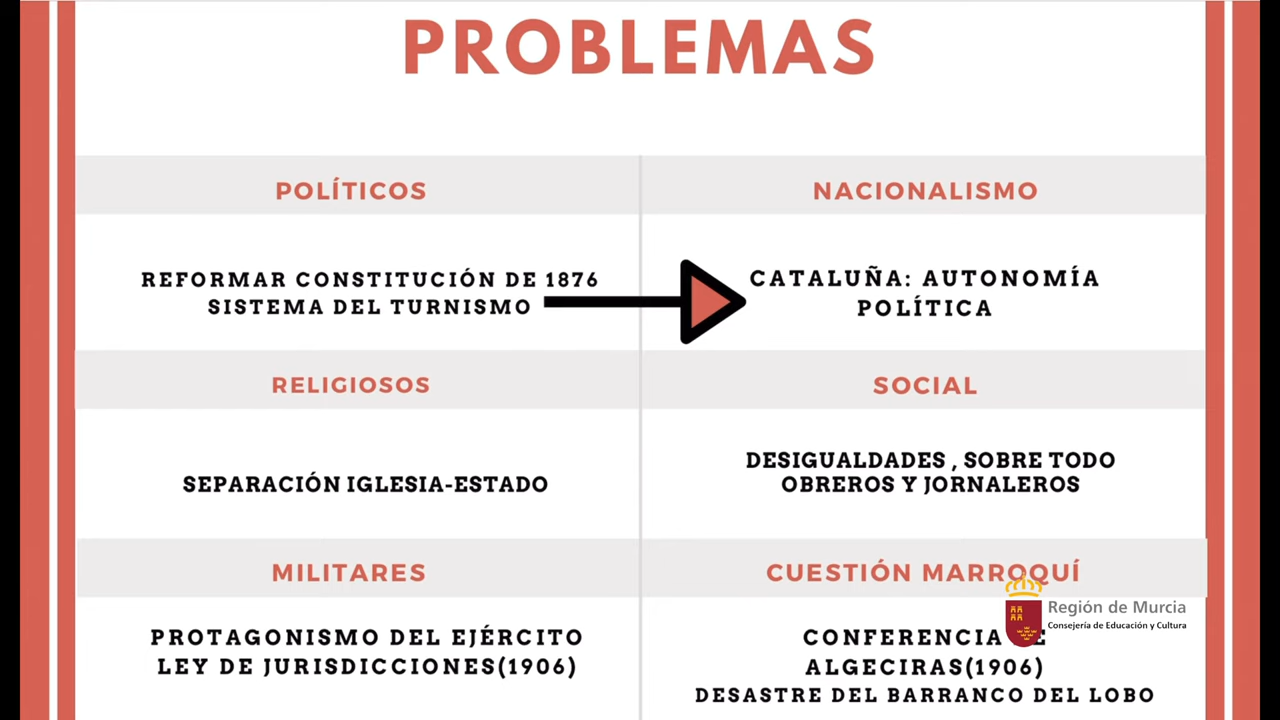 PROBLEMAS
POLÍTICOS
NACIONALISMO
REFORMAR CONSTITUCIÓN DE 1876
SISTEMA DEL TURNISMO
CATALUÑA: AUTONOMÍA
POLÍTICA
RELIGIOSOS
SOCIAL
SEPARACIÓN IGLESIA-ESTADO
DESIGUALDADES , SOBRE TODO
OBREROS Y JORNALEROS
MILITARES
CUESTIÓN MARROQUÍ
PROTAGONISMO DEL EJÉRCITO
LEY DE JURISDICCIONES(1906)
CONFERENCIA
ALGECIRAS(1906)
DESASTRE DEL BARRANCO DEL LOBO
Región de Murcia
Consejería de Educación y Cultura